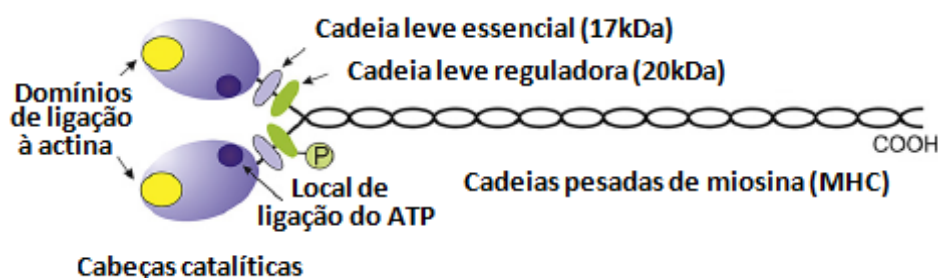 Cadeia leve essencial (17kDa)
Cadeia leve reguladora (20kDa)
Domínios
de ligação
à actina
P
COOH
Local de
ligação do ATP
Cadeias pesadas de miosina (MHC)
Cabeças catalíticas